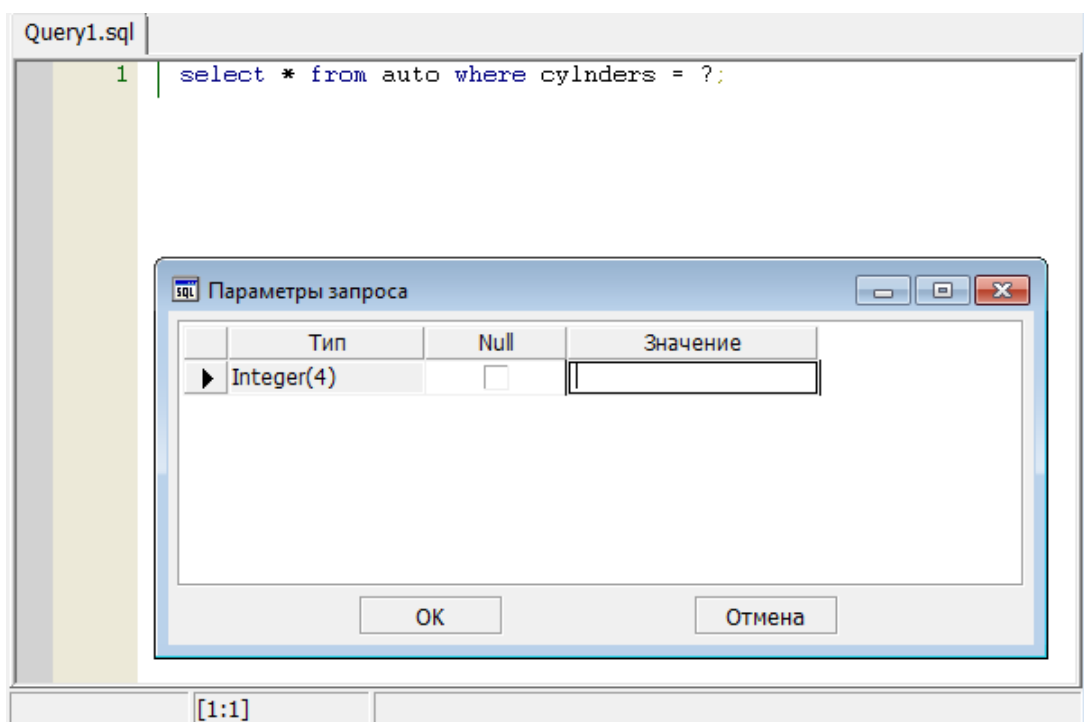 Query1.sql
1 select * from auto where cylnders = ?;
SQL Параметры запроса
Тип Null Значение
Integer(4)
OK Отмена
[1:1]